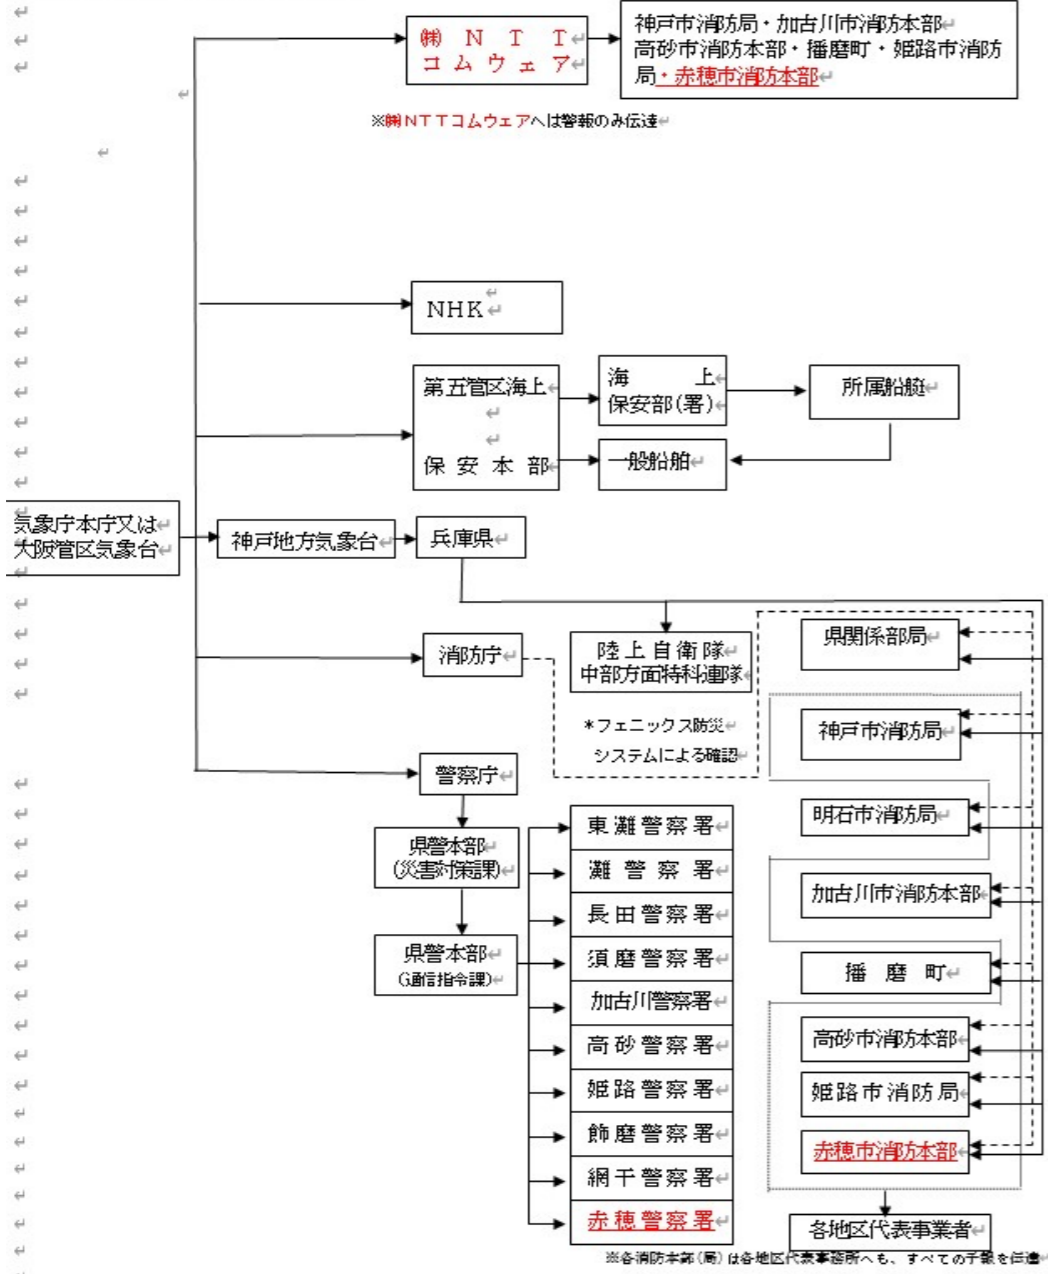 ㈱ＮＴＴ
コムウェア
神戸市消防局・加古川市消防本部
高砂市消防本部・播磨町・姫路市消防
局・赤穂市消防本部
※㈱ＮＴＴコムウェアへは警報のみ伝達
ＮＨＫ
第五管区海上
保安本部
海上
保安部(署)
所属船艇
一般船舶
気象庁本庁又は
大阪管区気象台
神戸地方気象台
兵庫県
消防庁
陸上自衛隊
中部方面特科連隊
＊フェニックス防災
システムによる確認
警察庁
県警本部
(災害対策課)
県警本部
(通信指令課)
東灘警察署
灘警察署
長田警察署
須磨警察署
加古川警察署
高砂警察署
姫路警察署
飾磨警察署
網干警察署
赤穂警察署
県関係部局
神戸市消防局
明石市消防局
加古川市消防本部
播磨町
高砂市消防本部
姫路市消防局
赤穂市消防本部
各地区代表事業者
※各消防本部(局)は各地区代表事務所へも、すべての予報を伝達